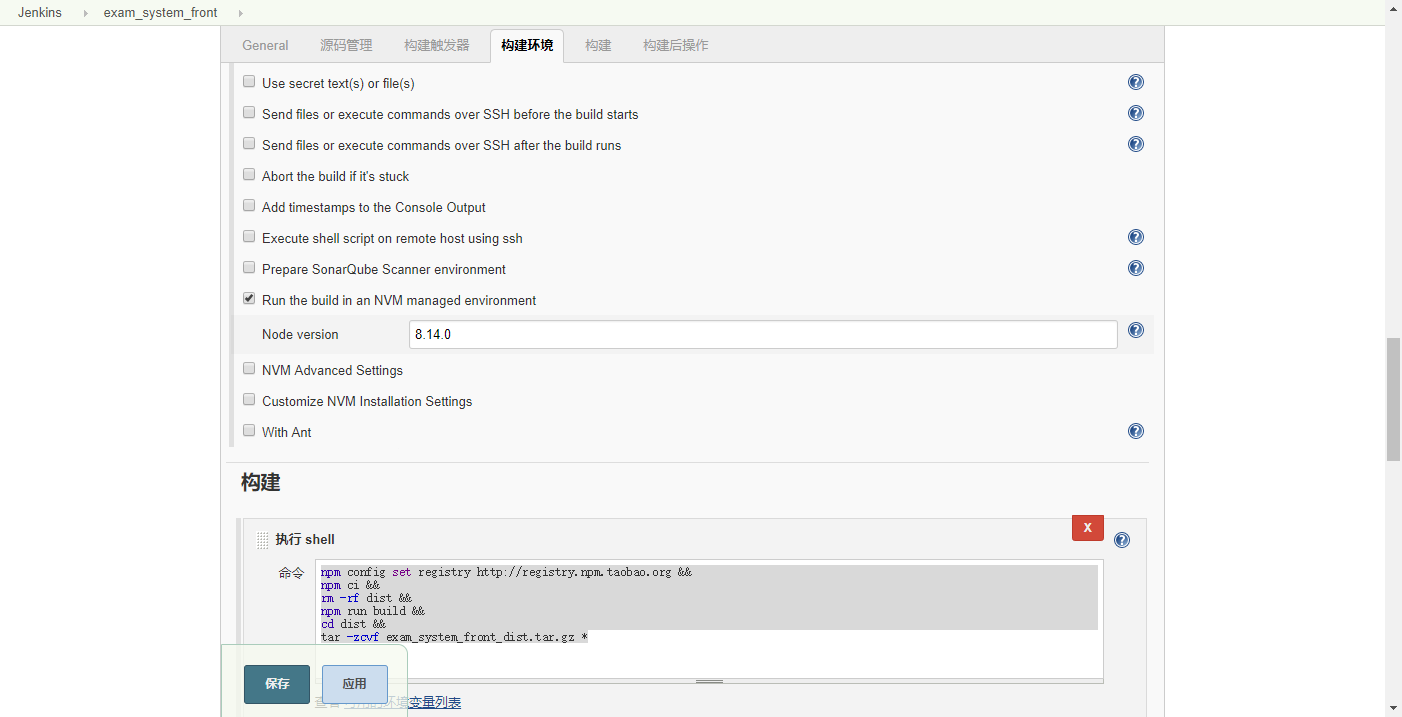 Jenkins exam_system_front
General 源码管理 构建触发器 构建环境 构建 构建后操作
Use secret text(s) or file(s)
Send files or execute commands over SSH before the build starts
Send files or execute commands over SSH after the build runs
Abort the build if it's stuck
Add timestamps to the Console Output
Execute shell script on remote host using ssh
Prepare SonarQube Scanner environment
Run the build in an NVM managed environment
Node version 8.14.0
NVM Advanced Settings
Customize NVM Installation Settings
With Ant
构建
X
执行 shell
命令
npm config set registry http://registry.npm.taobao.org &&
npm ci &&
rm -rf dist &&
npm run build &&
cd dist &&
tar -zcvf exam_system_front_dist.tar.gz *
保存 应用
变量列表